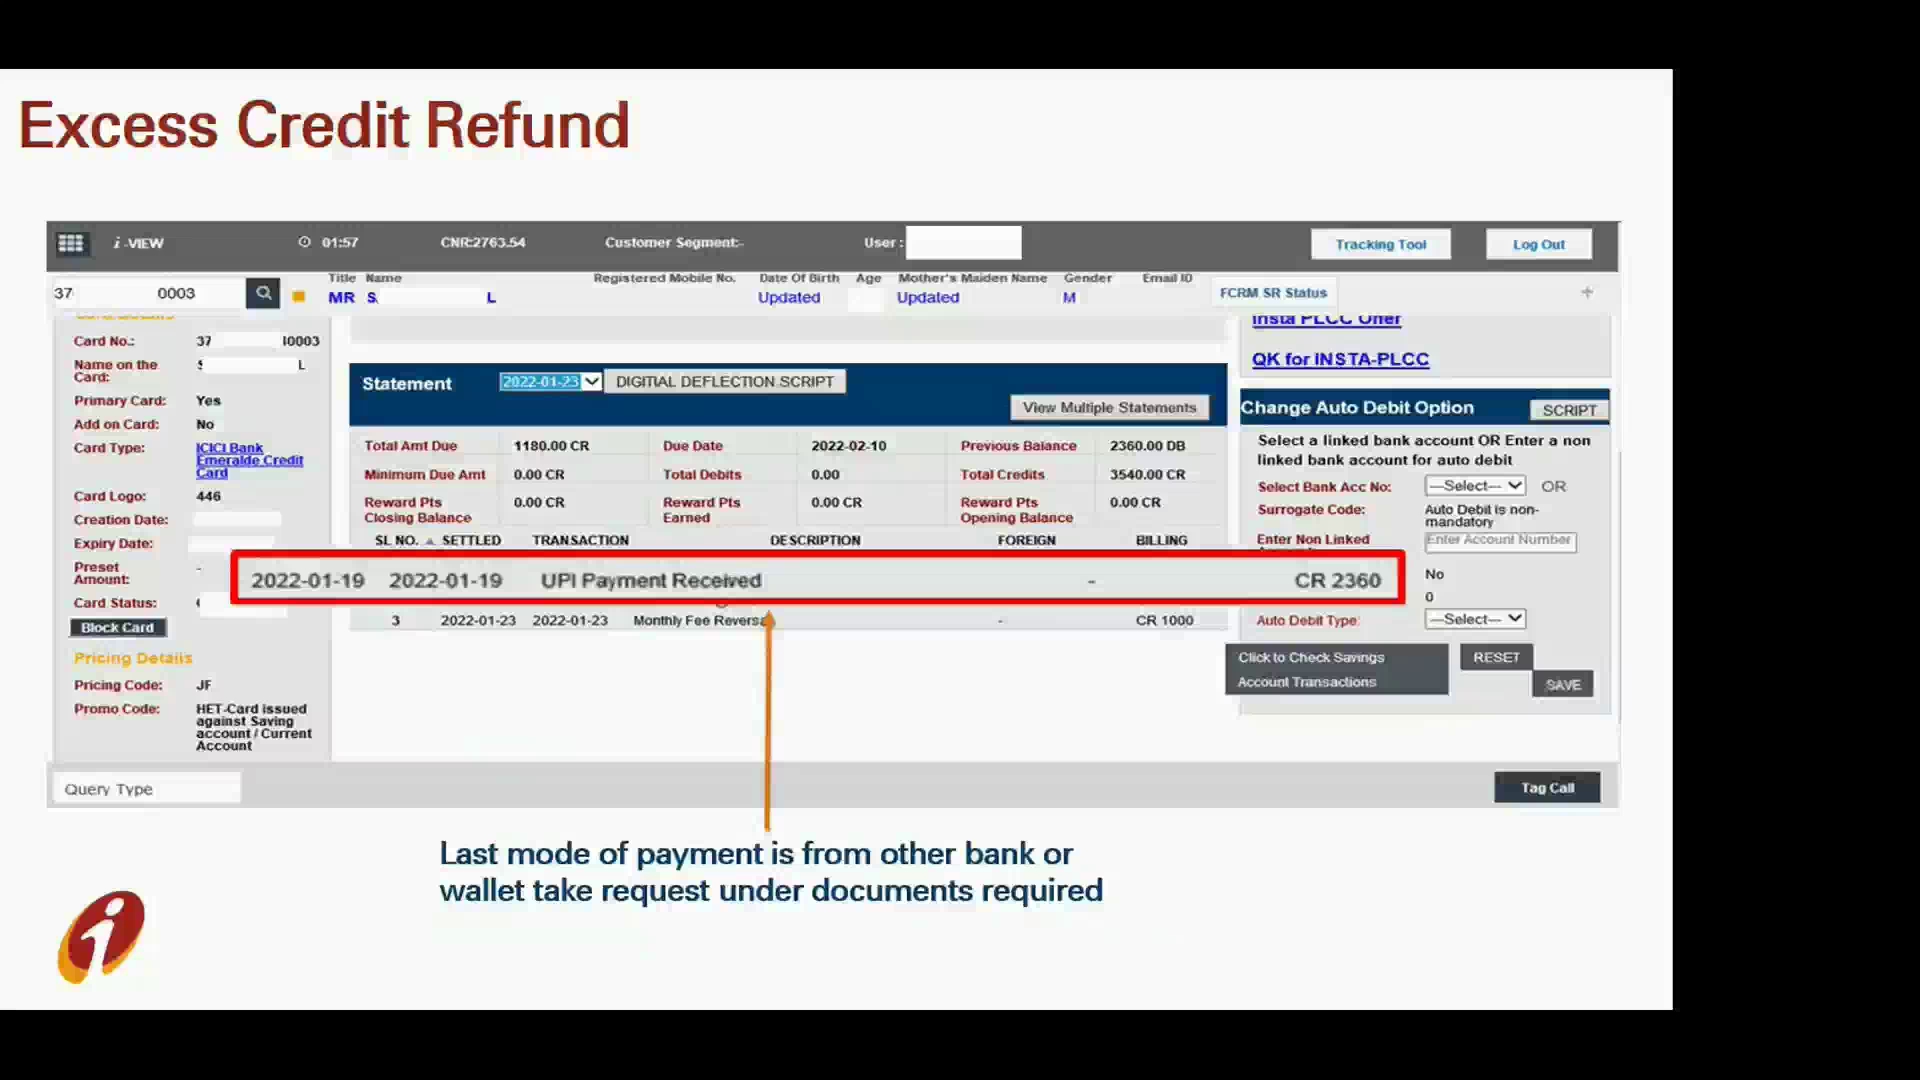 Excess Credit Refund
i-VIEW 01:57 CNR:2763.54 Customer Segment:- User : Tracking Tool Log Out
Title Name Registered Mobile No. Date Of Birth Age Mother's Maiden Name Gender Email ID
37 0003 MR S L Updated Updated M FCRM SR Status +
Card No.: 37 0003
Name on the
Card: L
Primary Card: Yes
Add on Card: No
Card Type: ICICI Bank
Emeralde Credit
Card
Card Logo: 446
Creation Date:
Expiry Date:
Preset
Amount: -
Card Status:
Block Card
Pricing Details
Pricing Code: JF
Promo Code: HET-Card issued
against Saving
account / Current
Account
Statement 2022-01-23 DIGITIAL DEFLECTION SCRIPT
View Multiple Statements
Total Amt Due 1180.00 CR Due Date 2022-02-10 Previous Balance 2360.00 DB
Minimum Due Amt 0.00 CR Total Debits 0.00 Total Credits 3540.00 CR
Reward Pts
Closing Balance 0.00 CR Reward Pts
Earned 0.00 CR Reward Pts
Opening Balance 0.00 CR
SL NO. SETTLED TRANSACTION DESCRIPTION FOREIGN BILLING
2022-01-19 2022-01-19 UPI Payment Received - CR 2360
3 2022-01-23 2022-01-23 Monthly Fee Reversa - CR 1000
Insta PLCC Offer
QK for INSTA-PLCC
Change Auto Debit Option SCRIPT
Select a linked bank account OR Enter a non
linked bank account for auto debit
Select Bank Acc No: ---Select--- OR
Surrogate Code: Auto Debit is non-
mandatory
Enter Non Linked Enter Account Number
No
0
Auto Debit Type: ---Select---
Click to Check Savings
Account Transactions
RESET
SAVE
Query Type Tag Call
Last mode of payment is from other bank or
wallet take request under documents required